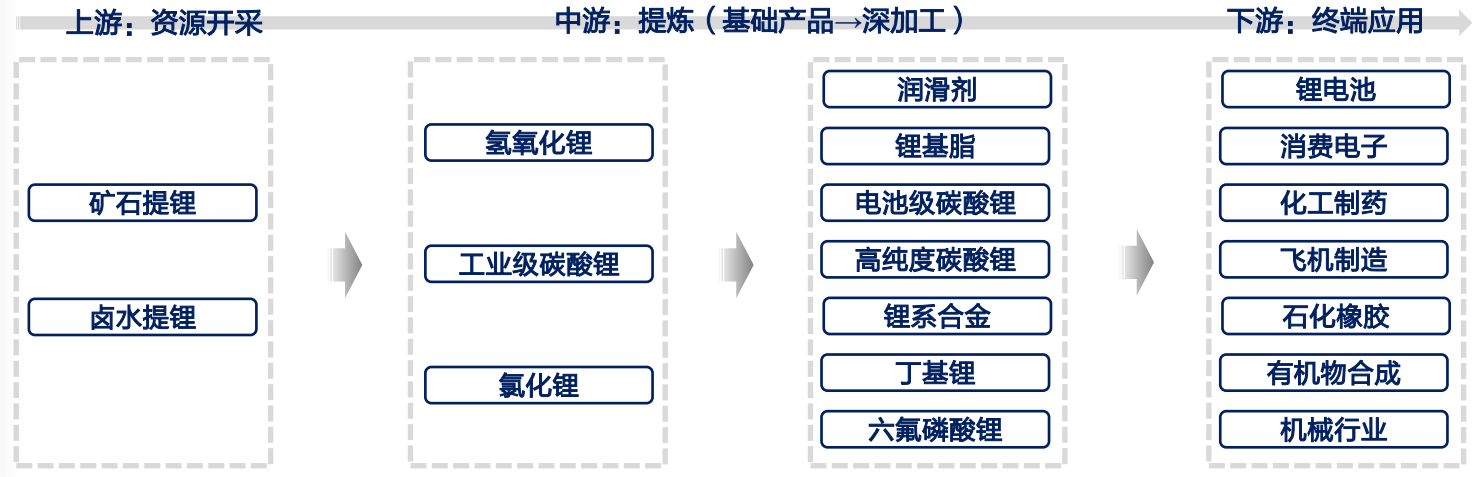 上游：资源开采
中游：提炼（基础产品→深加工）
下游：终端应用
矿石提锂
卤水提锂
氢氧化锂
工业级碳酸锂
氯化锂
润滑剂
锂基脂
电池级碳酸锂
高纯度碳酸锂
锂系合金
丁基锂
六氟磷酸锂
锂电池
消费电子
化工制药
飞机制造
石化橡胶
有机物合成
机械行业